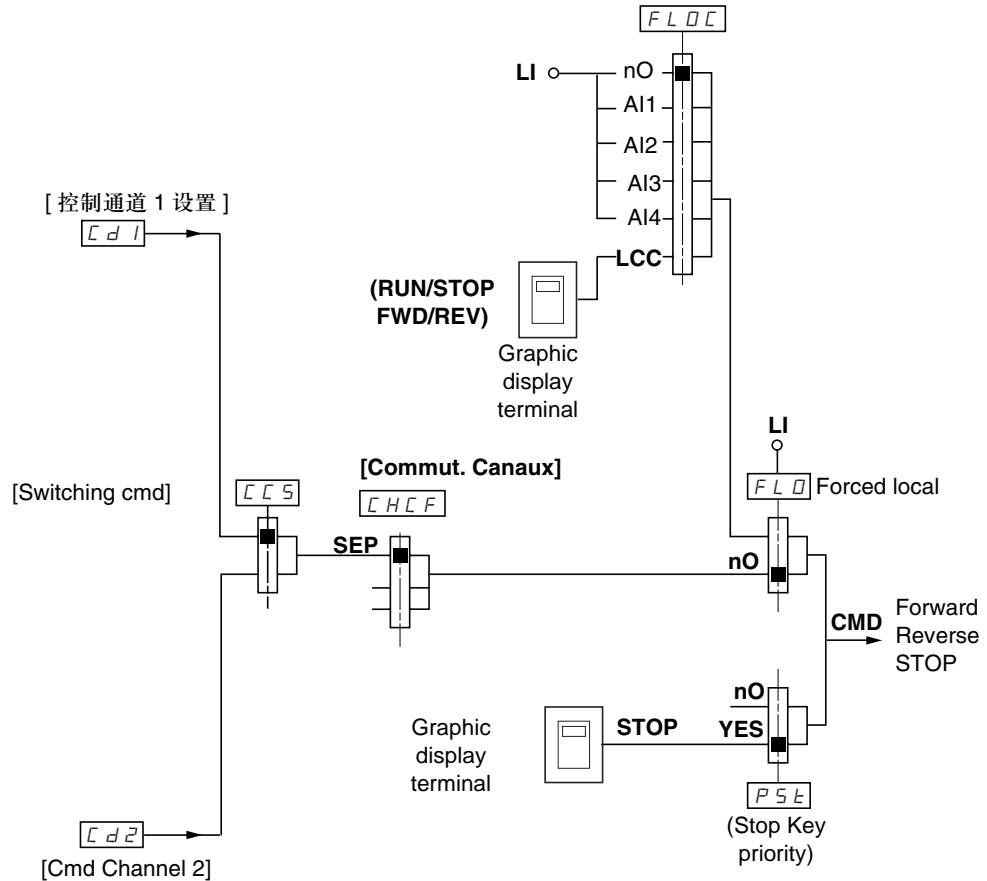 FLOC
LI
nO
AI1
AI2
AI3
AI4
LCC
[ 控制通道 1 设置 ]
Cd1
(RUN/STOP
FWD/REV)
Graphic
display
terminal
LI
[Commut. Canaux]
[Switching cmd]
CCS
CHCF
FLO
Forced local
SEP
nO
CMD
Forward
Reverse
STOP
nO
Graphic
display
terminal
STOP
YES
PSt
(Stop Key
priority)
Cd2
[Cmd Channel 2]